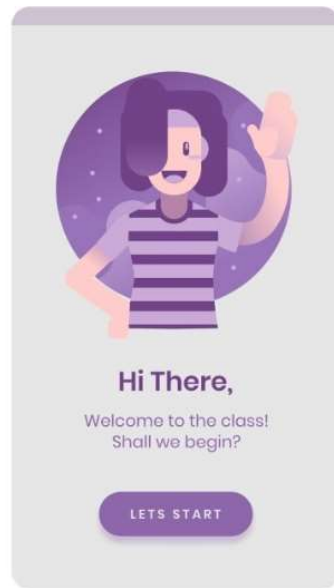 Hi There,
Welcome to the class!
Shall we begin?
LETS START